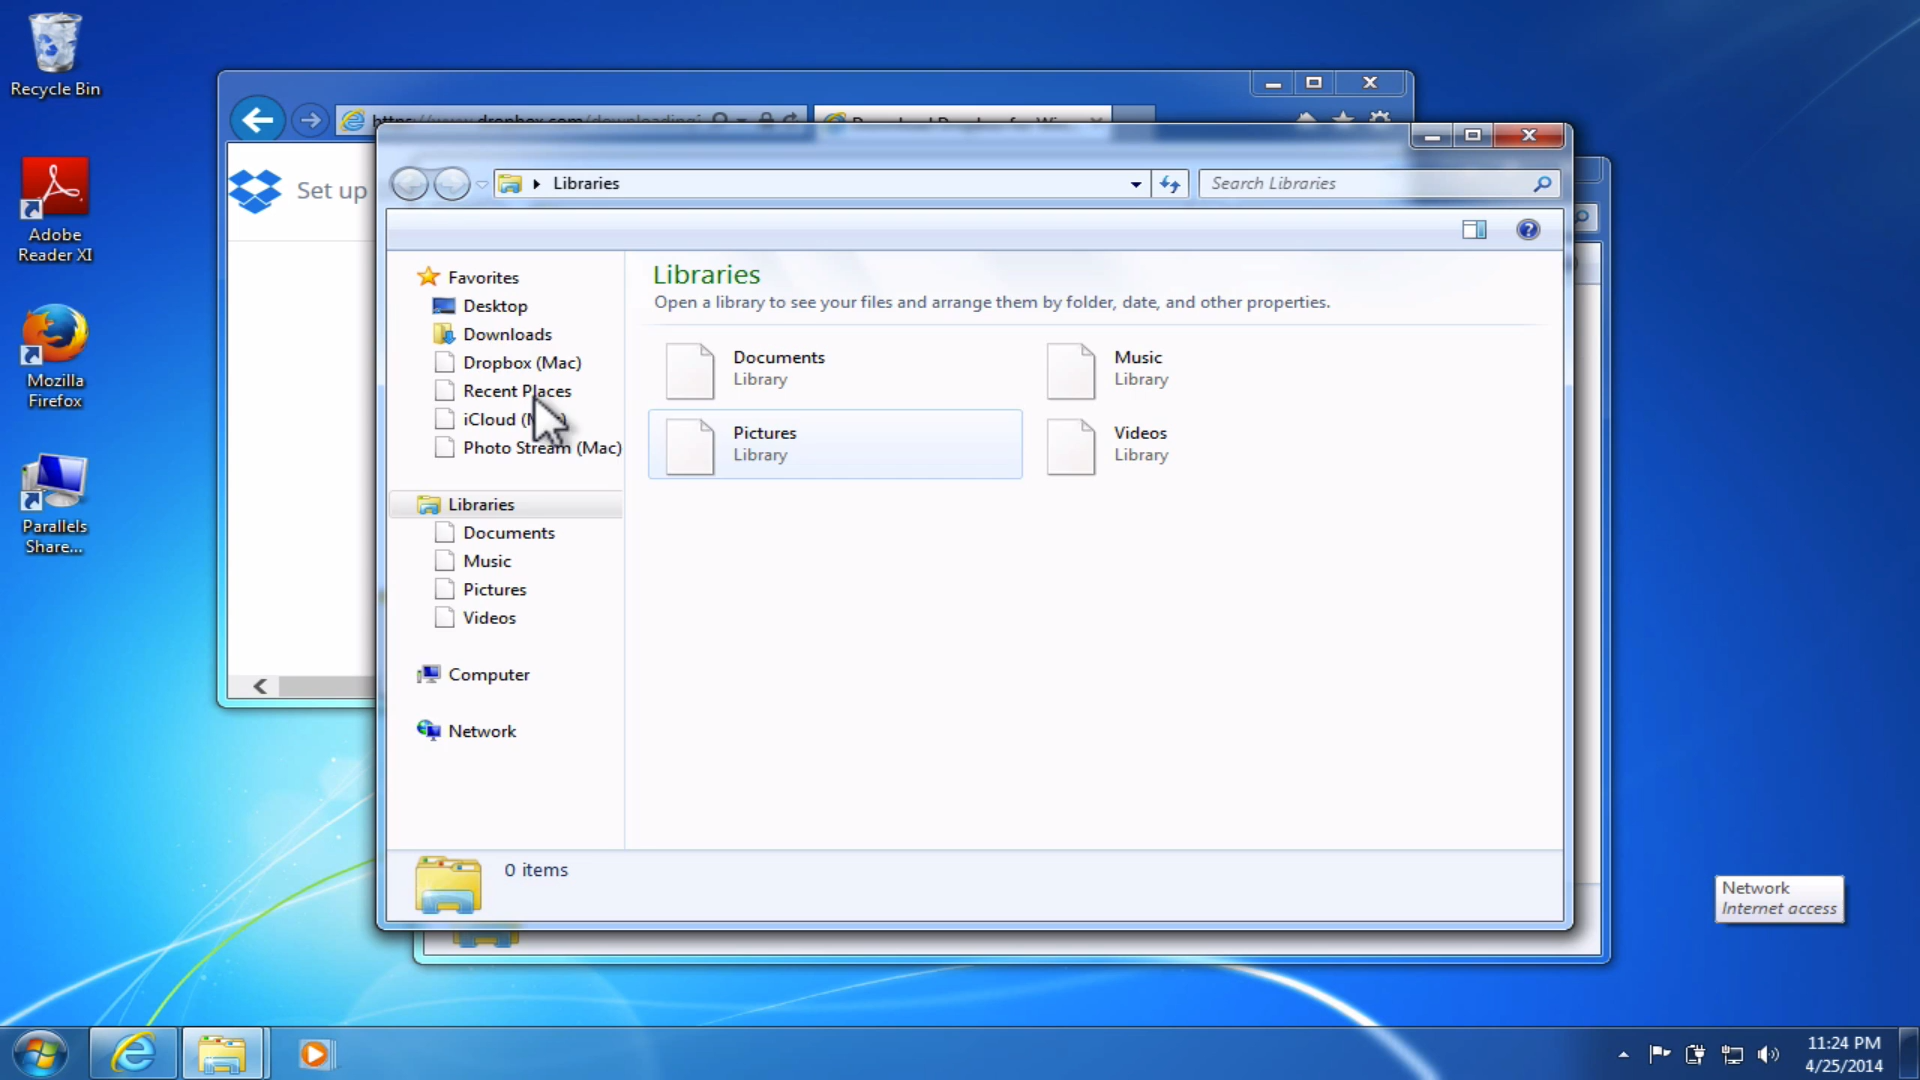 Recycle Bin
Adobe
Reader XI
Mozilla
Firefox
Parallels
Share...
Set up
Libraries
Search Libraries
Favorites
Desktop
Downloads
Dropbox (Mac)
Recent Places
iCloud (
Photo Stream (Mac)
Libraries
Documents
Music
Pictures
Videos
Computer
Network
Libraries
Open a library to see your files and arrange them by folder, date, and other properties.
Documents
Library
Music
Library
Pictures
Library
Videos
Library
0 items
Network
Internet access
11:24 PM
4/25/2014